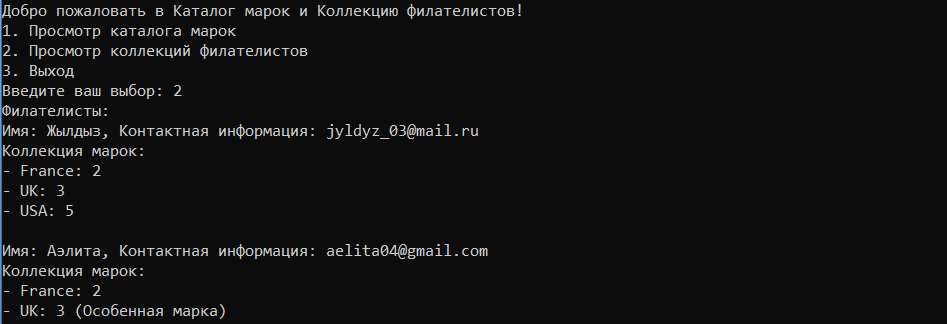 Добро пожаловать в Каталог марок и Коллекцию филателистов!
1. Просмотр каталога марок
2. Просмотр коллекций филателистов
3. Выход
Введите ваш выбор: 2
Филателисты:
Имя: Жылдыз, Контактная информация: jyldyz_03@mail.ru
Коллекция марок:
- France: 2
- UK: 3
- USA: 5
Имя: Аэлита, Контактная информация: aelita04@gmail.com
Коллекция марок:
- France: 2
- UK: 3 (Особенная марка)